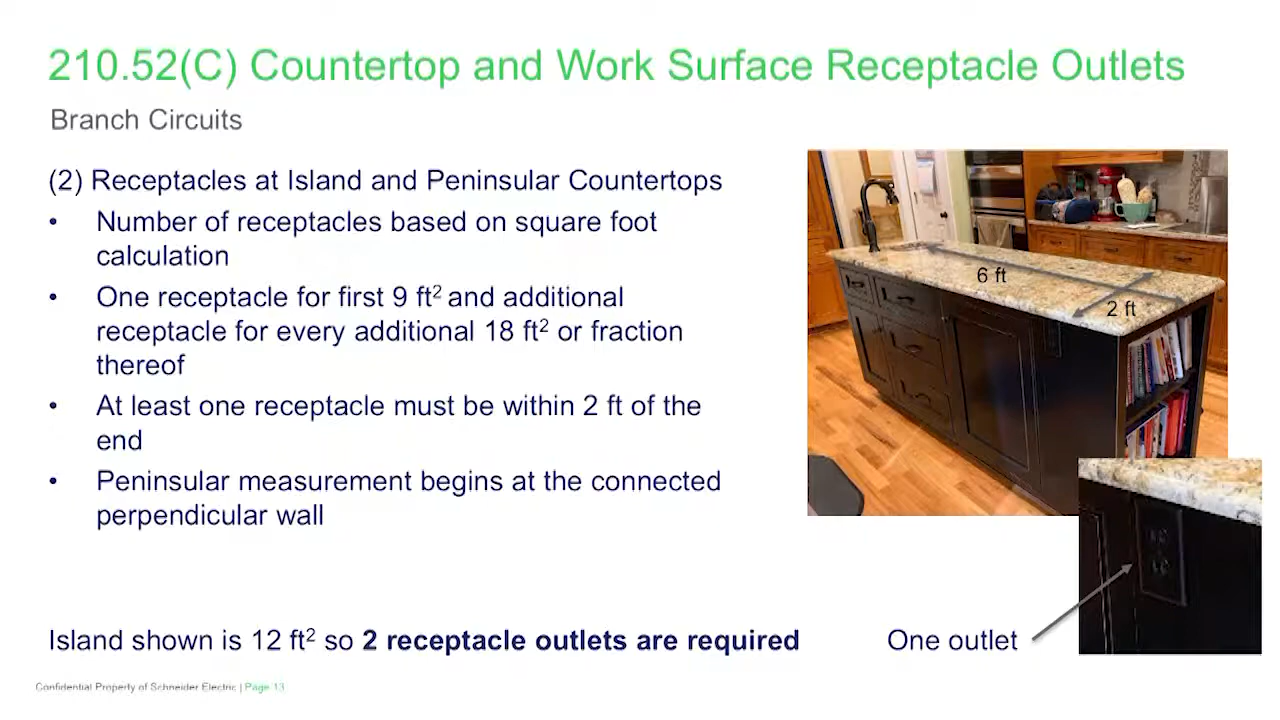 210.52(C) Countertop and Work Surface Receptacle Outlets
Branch Circuits
(2) Receptacles at Island and Peninsular Countertops
• Number of receptacles based on square foot
calculation
• One receptacle for first 9 ft² and additional
receptacle for every additional 18 ft² or fraction
thereof
• At least one receptacle must be within 2 ft of the
end
• Peninsular measurement begins at the connected
perpendicular wall
6 ft
2 ft
Island shown is 12 ft² so 2 receptacle outlets are required
One outlet
Confidential Property of Schneider Electric | Page 13